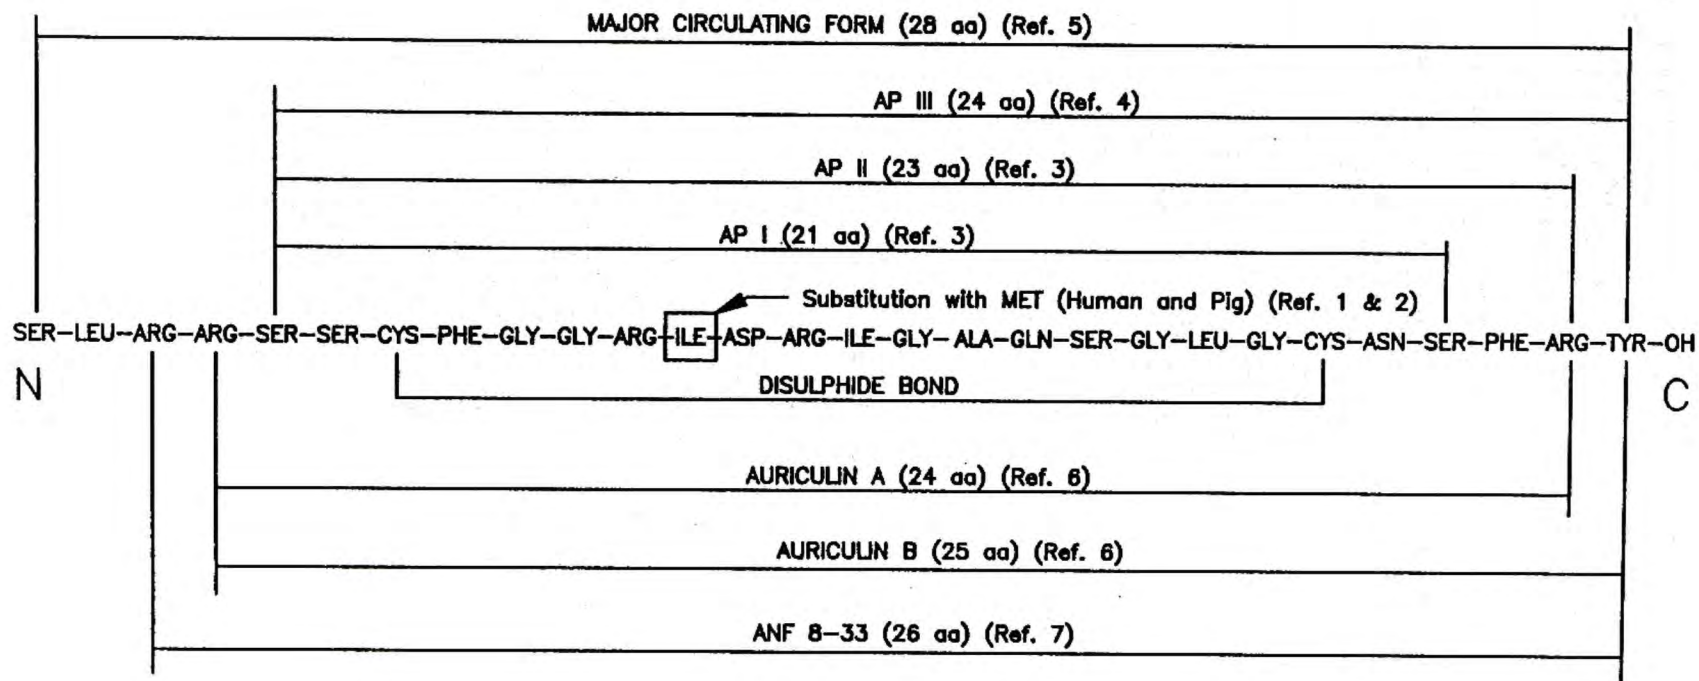 MAJOR CIRCULATING FORM (28 aa) (Ref. 5)
AP III (24 aa) (Ref. 4)
AP II (23 aa) (Ref. 3)
AP I (21 aa) (Ref. 3)
Substitution with MET (Human and Pig) (Ref. 1 & 2)
SER-LEU-ARG-ARG-SER-SER-CYS-PHE-GLY-GLY-ARG-ILE-ASP-ARG-ILE-GLY-ALA-GLN-SER-GLY-LEU-GLY-CYS-ASN-SER-PHE-ARG-TYR-OH
N
DISULPHIDE BOND
C
AURICULIN A (24 aa) (Ref. 6)
AURICULIN B (25 aa) (Ref. 6)
ANF 8-33 (26 aa) (Ref. 7)